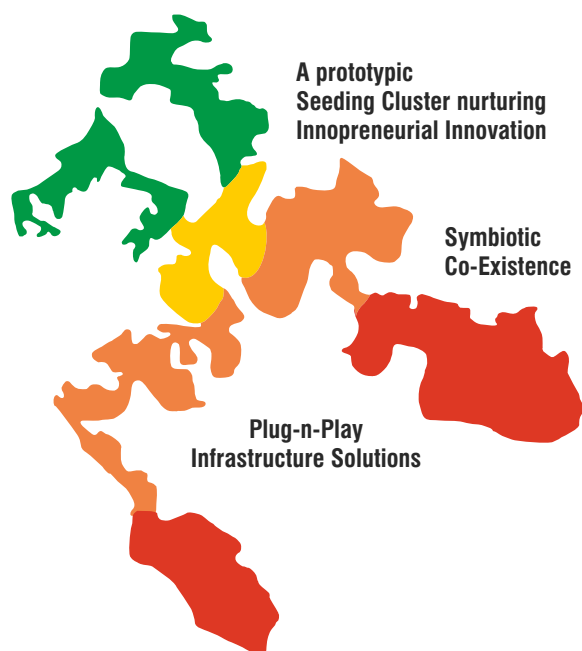 A prototypic
Seeding Cluster nurturing
Innopreneurial Innovation
Symbiotic
Co-Existence
Plug-n-Play
Infrastructure Solutions